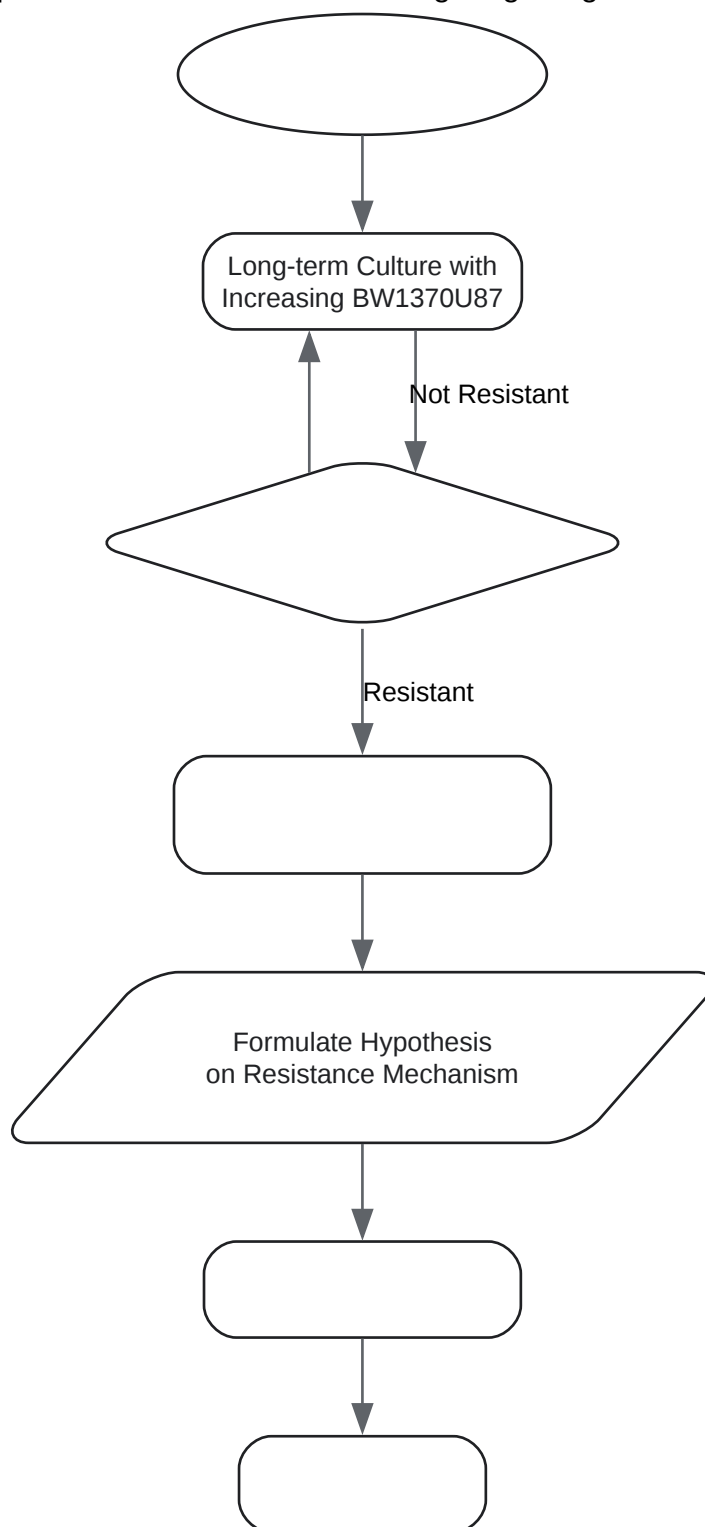 Long-term Culture with
Increasing BW1370U87
Not Resistant
Resistant
Formulate Hypothesis
on Resistance Mechanism